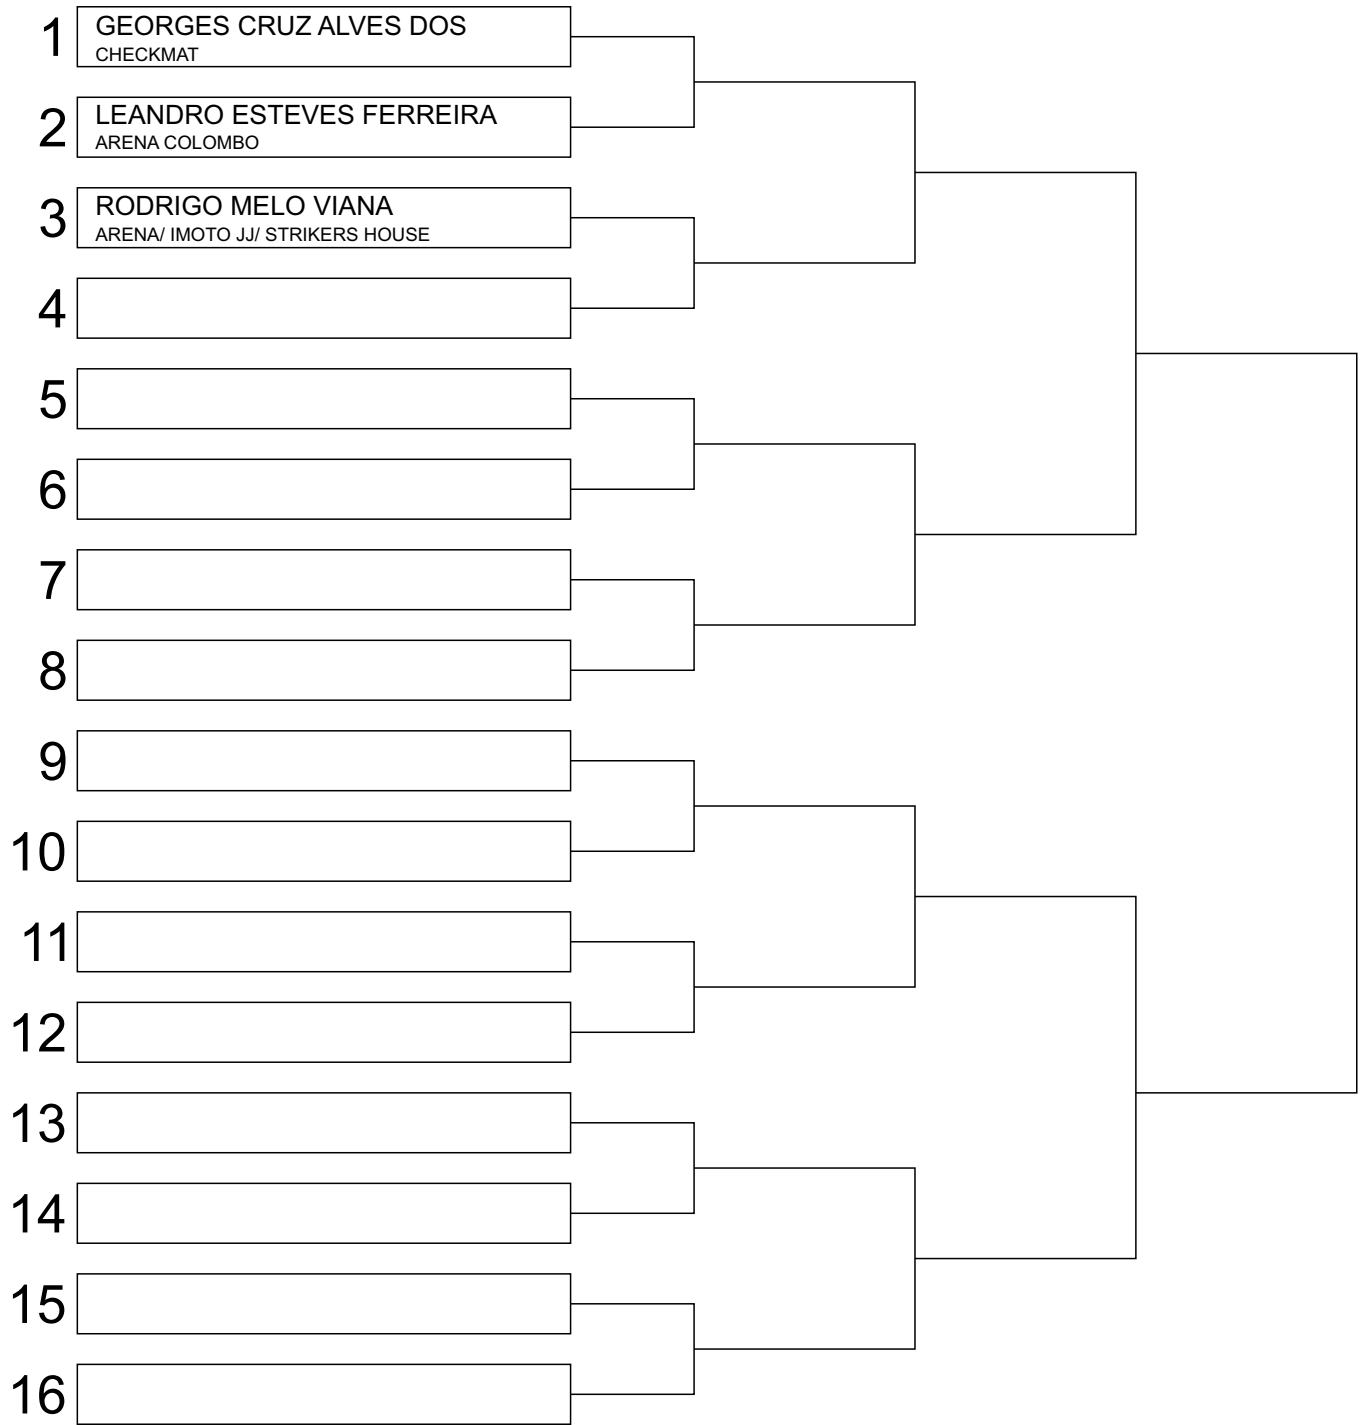 1
GEORGES CRUZ ALVES DOS
CHECKMAT
2
LEANDRO ESTEVES FERREIRA
ARENA COLOMBO
3
RODRIGO MELO VIANA
ARENA/ IMOTO JJ/ STRIKERS HOUSE
4
5
6
7
8
9
10
11
12
13
14
15
16